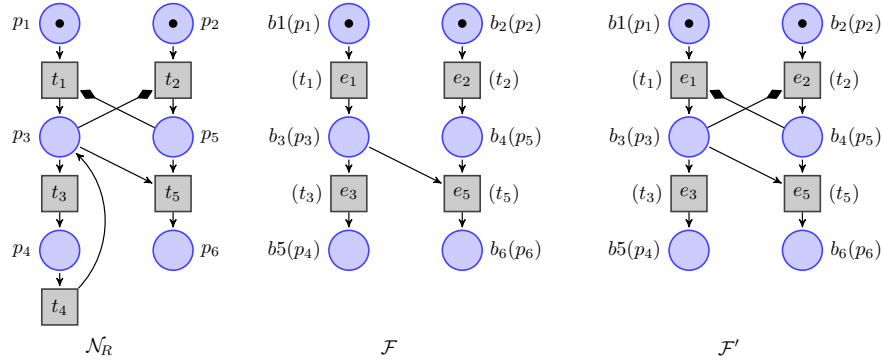 p₁ p₂ b1(p₁) b₂(p₂) b1(p₁) b₂(p₂)
t₁ t₂ (t₁) e₁ e₂ (t₂) (t₁) e₁ e₂ (t₂)
p₃ p₅ b₃(p₃) b₄(p₅) b₃(p₃) b₄(p₅)
t₃ t₅ (t₃) e₃ e₅ (t₅) (t₃) e₃ e₅ (t₅)
p₄ p₆ b5(p₄) b₆(p₆) b5(p₄) b₆(p₆)
t₄
𝒩_R ℱ ℱ′